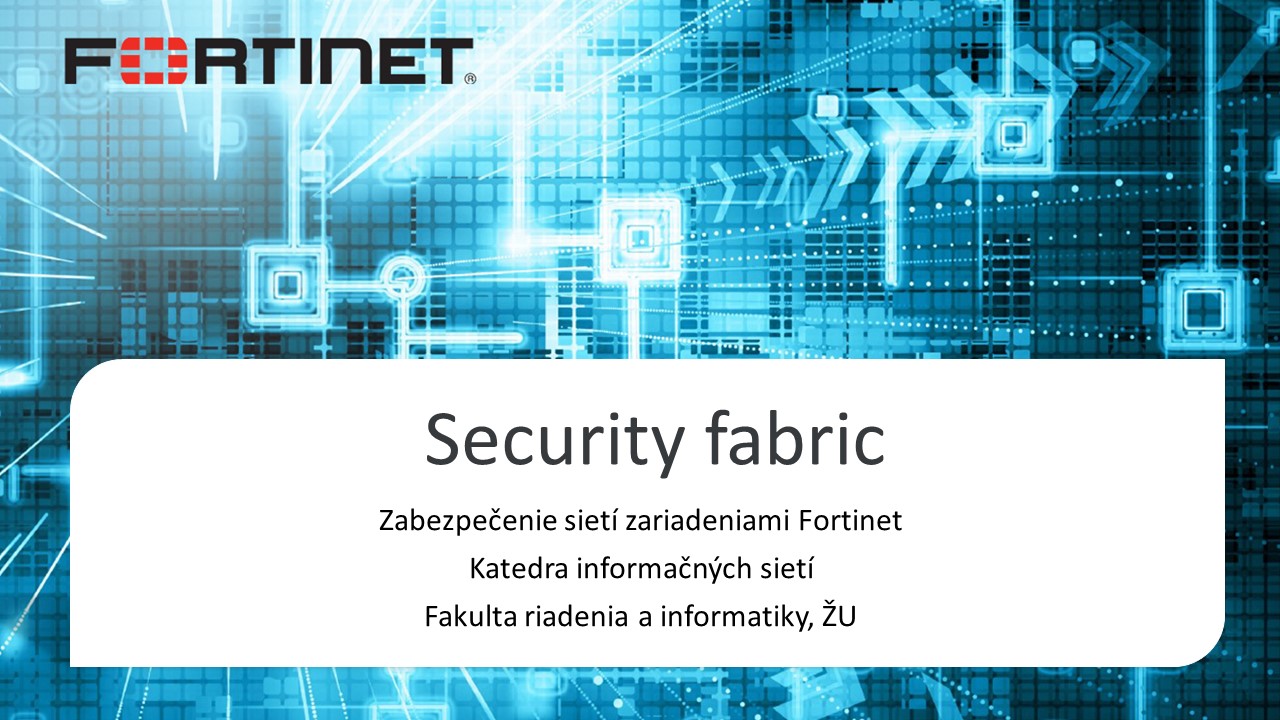 FORTINET®
Security fabric
Zabezpečenie sietí zariadeniami Fortinet
Katedra informačných sietí
Fakulta riadenia a informatiky, ŽU